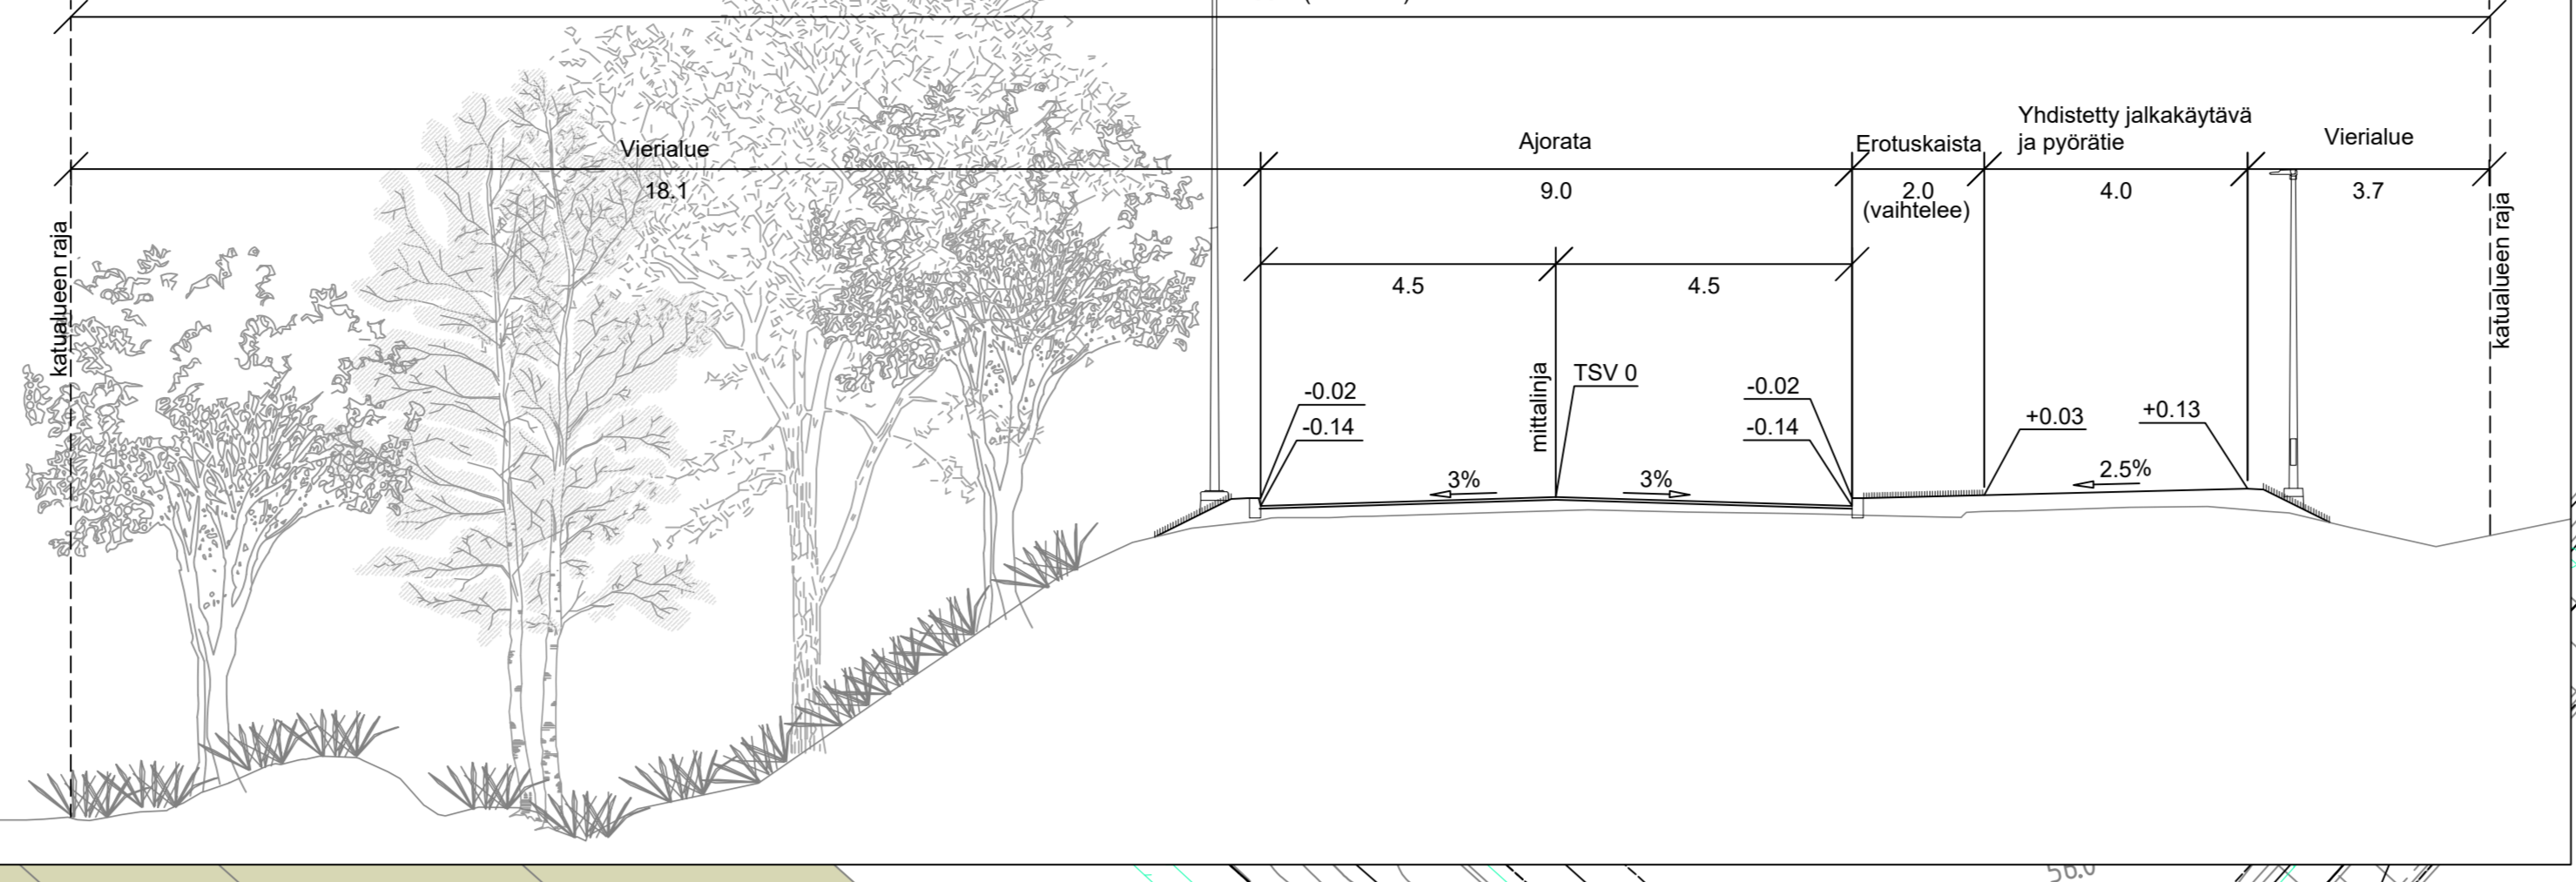 Vierialue
18.1
Ajorata
9.0
Erotuskaista
2.0
(vaihtelee)
Yhdistetty jalkakäytävä
ja pyörätie
4.0
Vierialue
3.7
katualueen raja
4.5
4.5
katualueen raja
mittalinja
TSV 0
-0.02
-0.14
-0.02
-0.14
+0.03
+0.13
3%
3%
2.5%
56.0